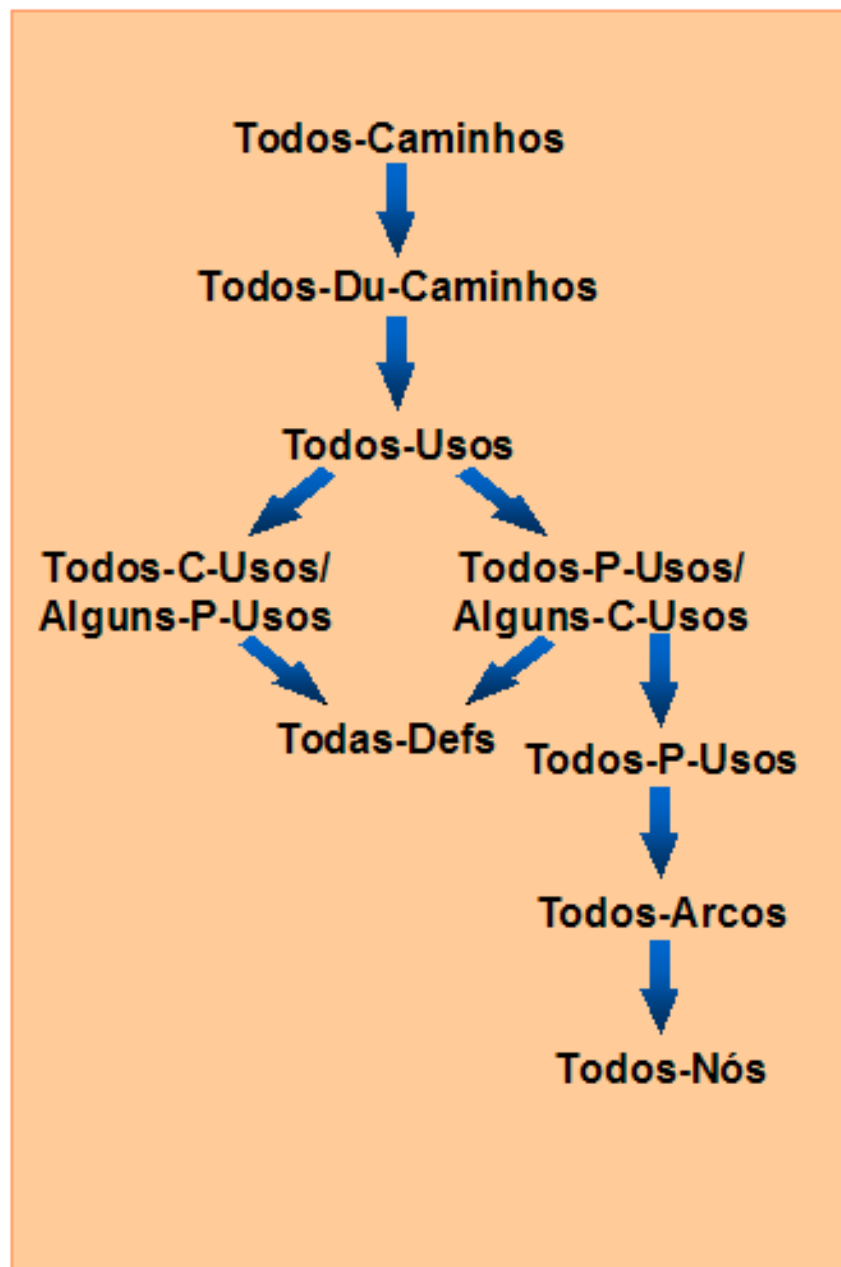 Todos-Caminhos
Todos-Du-Caminhos
Todos-Usos
Todos-C-Usos/
Alguns-P-Usos
Todos-P-Usos/
Alguns-C-Usos
Todas-Defs
Todos-P-Usos
Todos-Arcos
Todos-Nós